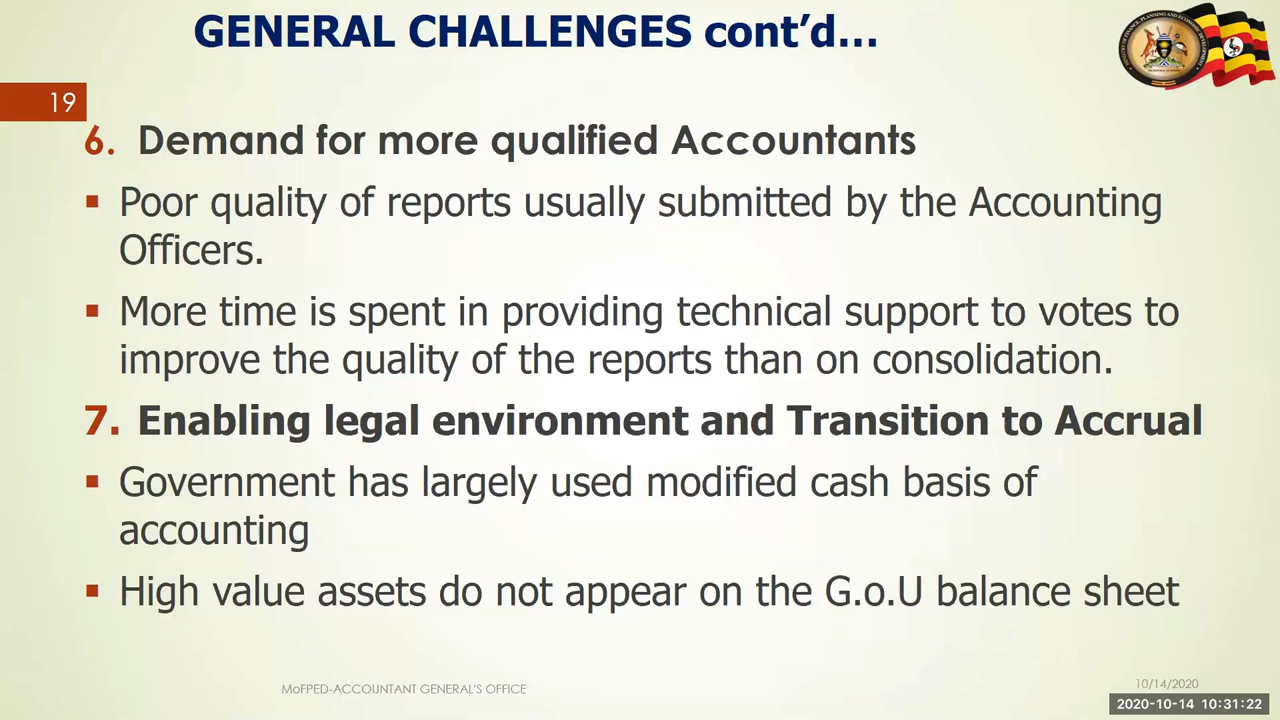 GENERAL CHALLENGES cont’d…
19
6. Demand for more qualified Accountants
▪ Poor quality of reports usually submitted by the Accounting
Officers.
▪ More time is spent in providing technical support to votes to
improve the quality of the reports than on consolidation.
7. Enabling legal environment and Transition to Accrual
▪ Government has largely used modified cash basis of
accounting
▪ High value assets do not appear on the G.o.U balance sheet
MoFPED-ACCOUNTANT GENERAL'S OFFICE
10/14/2020
2020-10-14 10:31:22